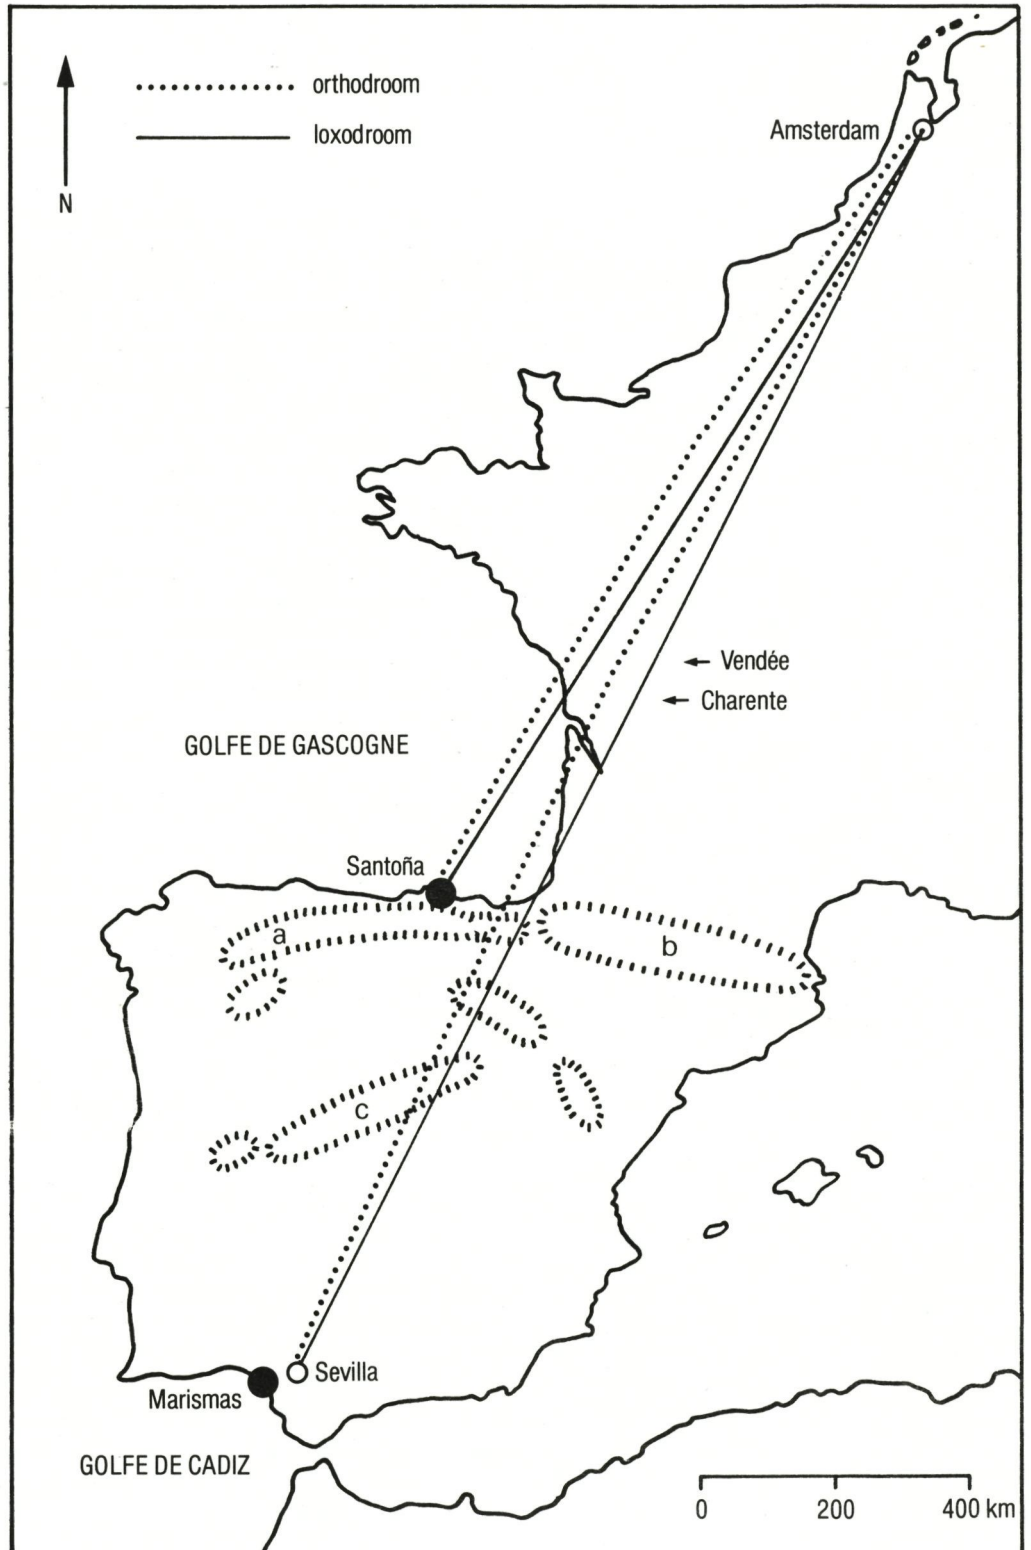 orthodroom
loxodroom
N
Amsterdam
Vendée
Charente
GOLFE DE GASCOGNE
Santoña
a
b
c
Sevilla
Marismas
GOLFE DE CADIZ
0 200 400 km